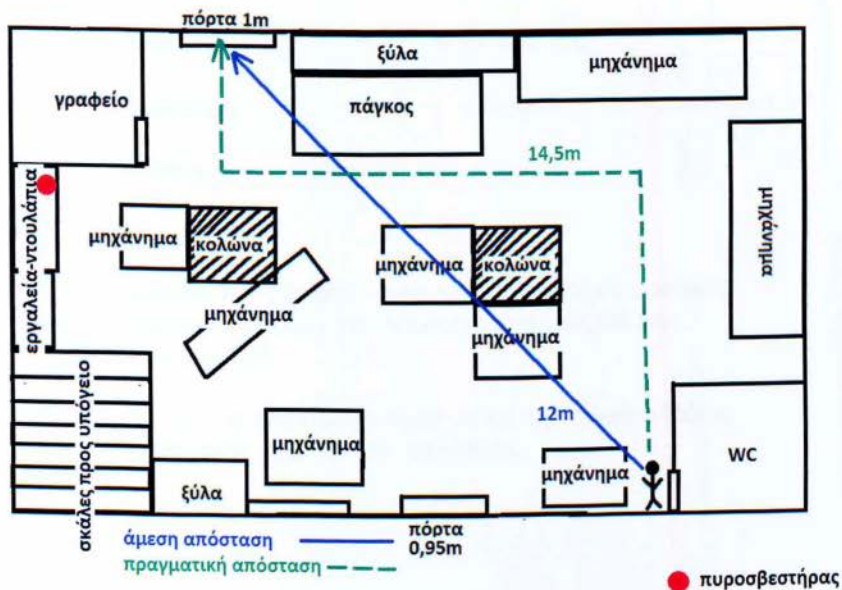 πόρτα 1m
ξύλα
μηχάνημα
γραφείο
πάγκος
14,5m
εργαλεία-ντουλάπια
μηχάνημα
κολώνα
μηχάνημα
κολώνα
μηχάνημα
μηχάνημα
μηχάνημα
σκάλες προς υπόγειο
12m
μηχάνημα
μηχάνημα
WC
ξύλα
άμεση απόσταση
πόρτα
0,95m
πραγματική απόσταση
πυροσβεστήρας